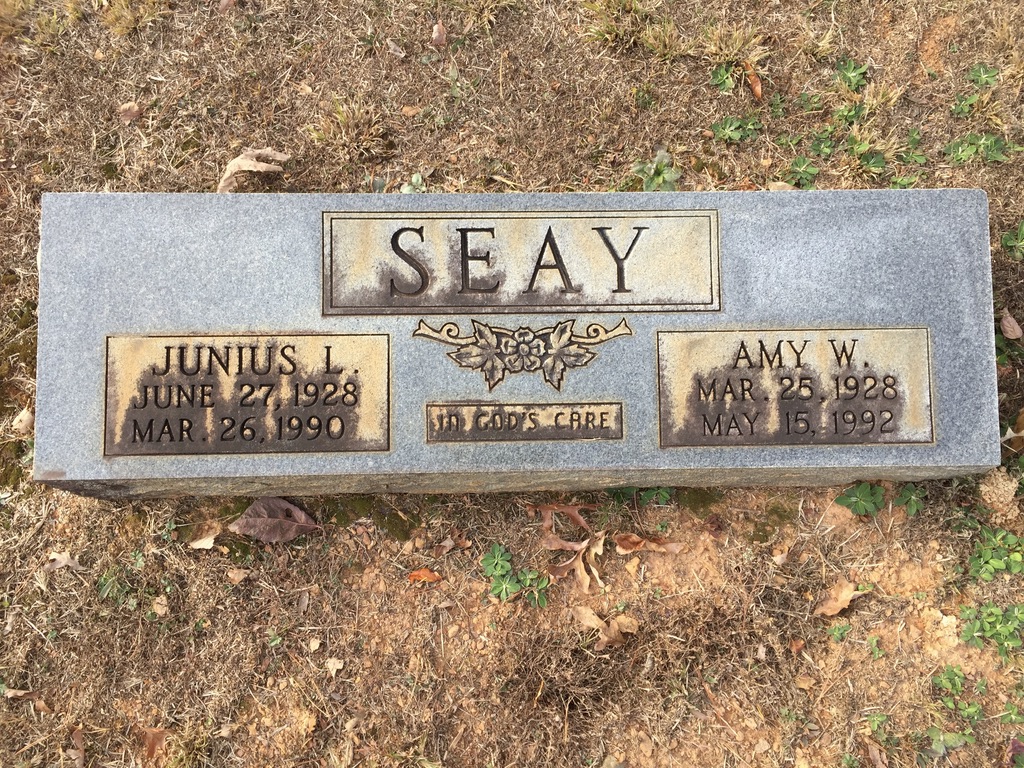 SEAY
JUNIUS L.
JUNE 27, 1928
MAR. 26, 1990
IN GOD'S CARE
AMY W.
MAR. 25, 1928
MAY 15, 1992